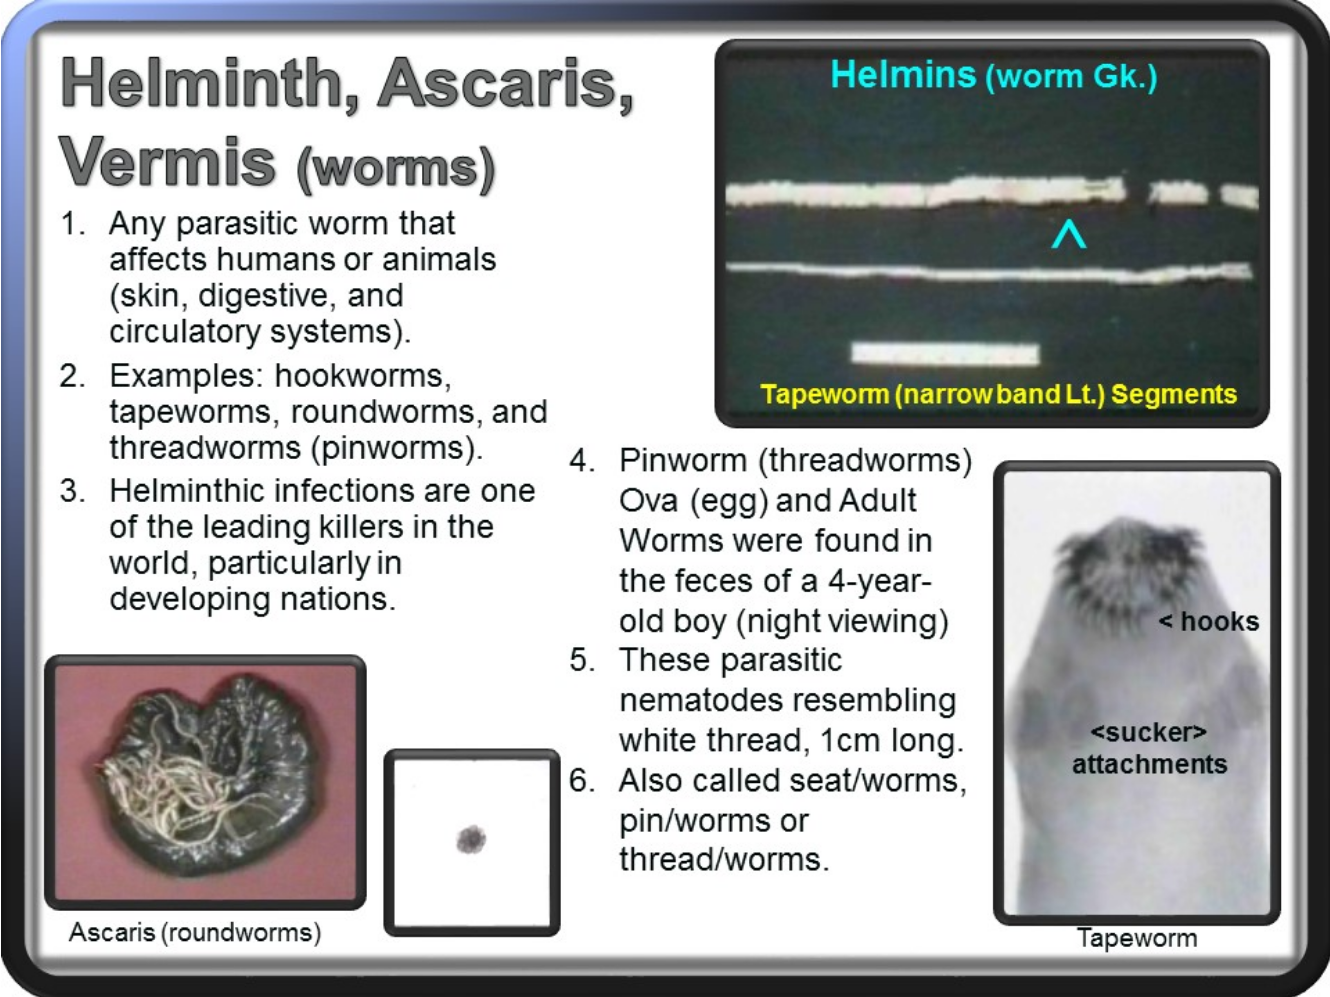 Helminth, Ascaris,
Vermis (worms)
1. Any parasitic worm that
affects humans or animals
(skin, digestive, and
circulatory systems).
2. Examples: hookworms,
tapeworms, roundworms, and
threadworms (pinworms).
3. Helminthic infections are one
of the leading killers in the
world, particularly in
developing nations.
Ascaris (roundworms)
Helmins (worm Gk.)
^
Tapeworm (narrow band Lt.) Segments
4. Pinworm (threadworms)
Ova (egg) and Adult
Worms were found in
the feces of a 4-year-
old boy (night viewing)
5. These parasitic
nematodes resembling
white thread, 1cm long.
6. Also called seat/worms,
pin/worms or
thread/worms.
< hooks
<sucker>
attachments
Tapeworm